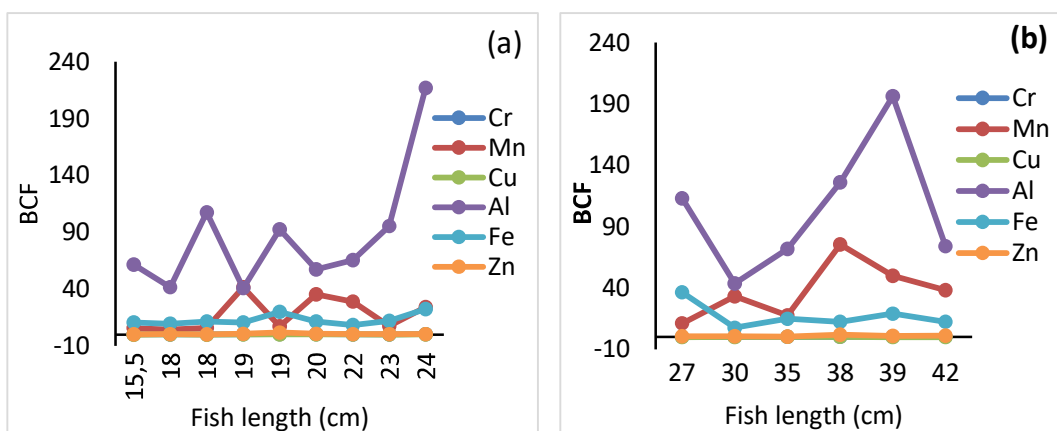 (a)
240
190
140
90
40
-10
BCF
15,5 18 18 19 19 20 22 23 24
Fish length (cm)
Cr
Mn
Cu
Al
Fe
Zn
(b)
240
190
140
90
40
-10
BCF
27 30 35 38 39 42
Fish length (cm)
Cr
Mn
Cu
Al
Fe
Zn